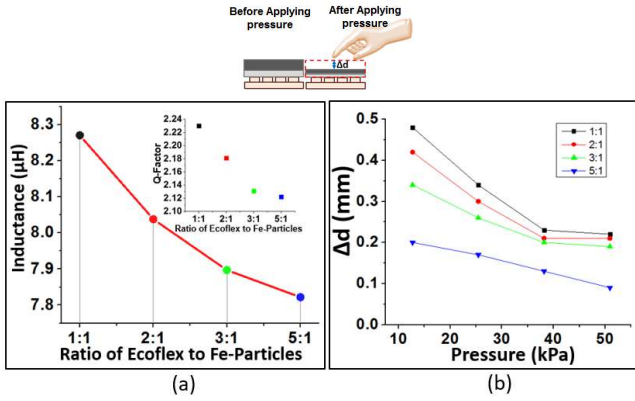 Before Applying After Applying
pressure pressure
Δd
8.3
8.2
8.1
8.0
7.9
7.8
Inductance (μH)
1:1 2:1 3:1 5:1
Ratio of Ecoflex to Fe-Particles
2.24
2.22
2.20
2.18
2.16
2.14
2.12
2.10
Q-Factor
1:1 2:1 3:1 5:1
Ratio of Ecoflex to Fe-Particles
(a)
0.5
0.4
0.3
0.2
0.1
0.0
Δd (mm)
1:1
2:1
3:1
5:1
10 20 30 40 50
Pressure (kPa)
(b)